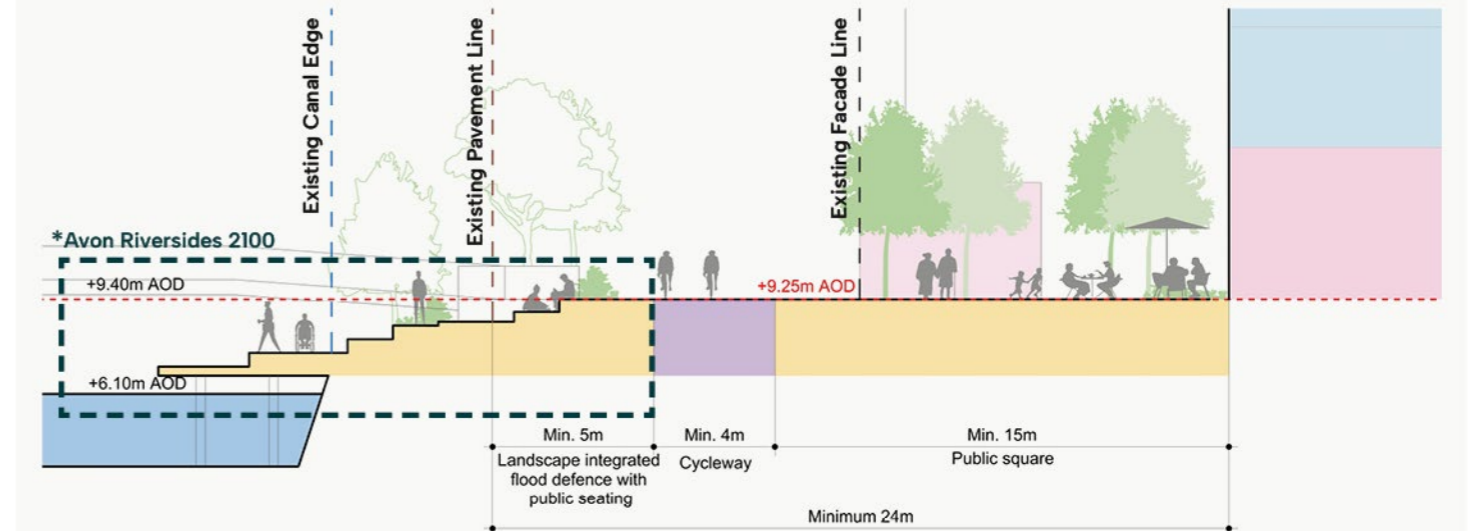 Existing Canal Edge
Existing Pavement Line
Existing Facade Line
*Avon Riversides 2100
+9.40m AOD
+9.25m AOD
+6.10m AOD
Min. 5m
Min. 4m
Min. 15m
Landscape integrated
flood defence with
public seating
Cycleway
Public square
Minimum 24m